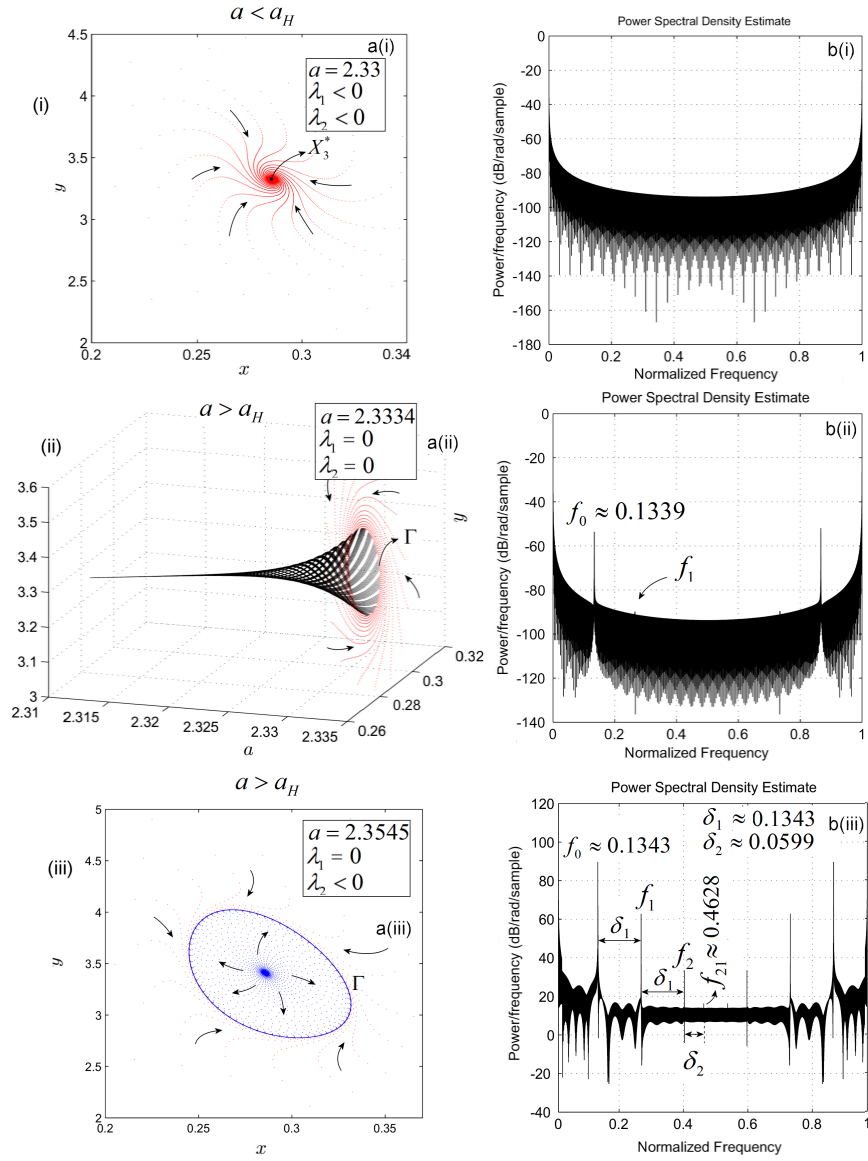 a < a_H
(i)
a(i)
a = 2.33
λ₁ < 0
λ₂ < 0
X₃*
4.5
4
3.5
3
2.5
2
y
0.2
0.25
0.3
0.34
x
Power Spectral Density Estimate
b(i)
0
-20
-40
-60
-80
-100
-120
-140
-160
-180
Power/frequency (dB/rad/sample)
0
0.2
0.4
0.6
0.8
1
Normalized Frequency
a > a_H
(ii)
a(ii)
a = 2.3334
λ₁ = 0
λ₂ = 0
Γ
3.6
3.5
3.4
3.3
3.2
3.1
3
y
0.32
0.3
0.28
0.26
2.31
2.315
2.32
2.325
2.33
2.335
a
Power Spectral Density Estimate
b(ii)
f₀ ≈ 0.1339
f₁
0
-20
-40
-60
-80
-100
-120
-140
Power/frequency (dB/rad/sample)
0
0.2
0.4
0.6
0.8
1
Normalized Frequency
a > a_H
(iii)
a(iii)
a = 2.3545
λ₁ = 0
λ₂ < 0
Γ
5
4.5
4
3.5
3
2.5
2
y
0.2
0.25
0.3
0.35
x
Power Spectral Density Estimate
b(iii)
δ₁ ≈ 0.1343
δ₂ ≈ 0.0599
f₀ ≈ 0.1343
f₁
δ₁
f₂
δ₁
f₂₁ ≈ 0.4628
δ₂
120
100
80
60
40
20
0
-20
-40
Power/frequency (dB/rad/sample)
0
0.2
0.4
0.6
0.8
1
Normalized Frequency